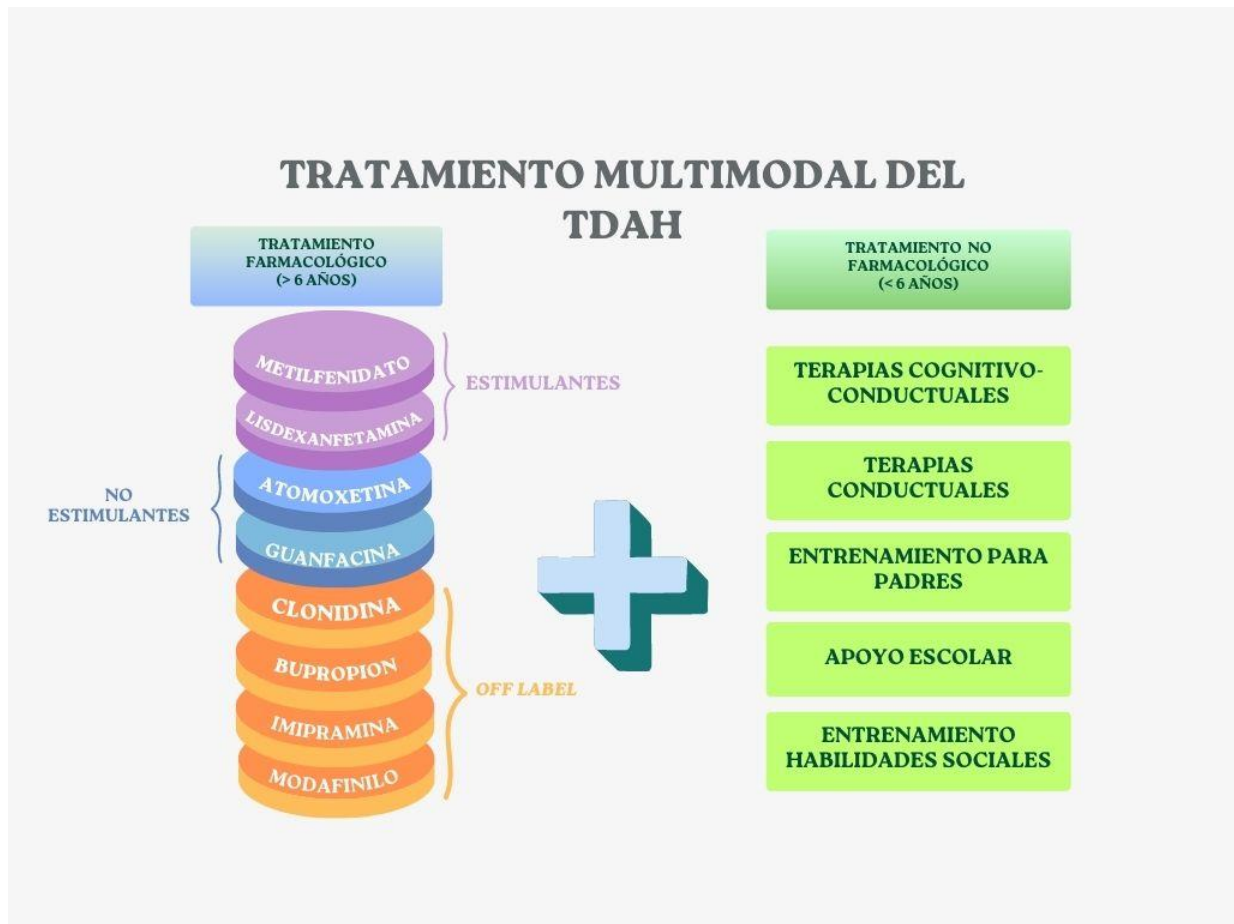 TRATAMIENTO MULTIMODAL DEL
TDAH
TRATAMIENTO
FARMACOLÓGICO
(> 6 AÑOS)
METILFENIDATO
LISDEXANFETAMINA
ESTIMULANTES
ATOMOXETINA
GUANFACINA
NO
ESTIMULANTES
CLONIDINA
BUPROPION
IMIPRAMINA
MODAFINILO
OFF LABEL
TRATAMIENTO NO
FARMACOLÓGICO
(< 6 AÑOS)
TERAPIAS COGNITIVO-
CONDUCTUALES
TERAPIAS
CONDUCTUALES
ENTRENAMIENTO PARA
PADRES
APOYO ESCOLAR
ENTRENAMIENTO
HABILIDADES SOCIALES